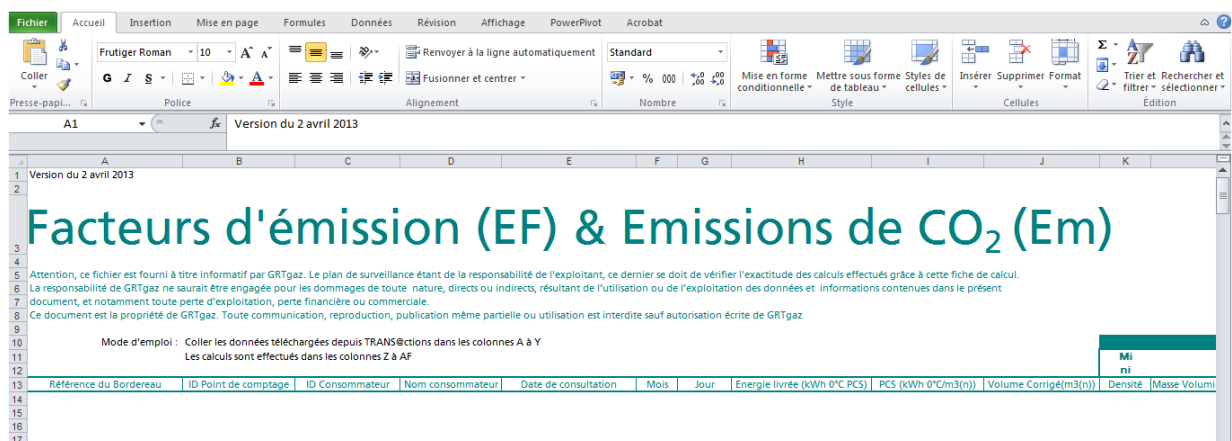 Fichier Accueil Insertion Mise en page Formules Données Révision Affichage PowerPivot Acrobat
Coller
Frutiger Roman 10 A A
G I S A
Presse-papi...
Police
Renvoyer à la ligne automatiquement
Fusionner et centrer
Alignement
Standard
% 000 ,0 ,00 ,00 ,0
Nombre
Mise en forme conditionnelle
Mettre sous forme de tableau
Styles de cellules
Style
Insérer Supprimer Format
Cellules
Σ
Trier et filtrer
Rechercher et sélectionner
Édition
A1 fx Version du 2 avril 2013
A B C D E F G H I J K
1 Version du 2 avril 2013
2
3 Facteurs d'émission (EF) & Emissions de CO2 (Em)
4
5 Attention, ce fichier est fourni à titre informatif par GRTgaz. Le plan de surveillance étant de la responsabilité de l'exploitant, ce dernier se doit de vérifier l'exactitude des calculs effectués grâce à cette fiche de calcul.
6 La responsabilité de GRTgaz ne saurait être engagée pour les dommages de toute nature, directs ou indirects, résultant de l'utilisation ou de l'exploitation des données et informations contenues dans le présent
7 document, et notamment toute perte d'exploitation, perte financière ou commerciale.
8 Ce document est la propriété de GRTgaz. Toute communication, reproduction, publication même partielle ou utilisation est interdite sauf autorisation écrite de GRTgaz
9
10 Mode d'emploi : Coller les données téléchargées depuis TRANS@ctions dans les colonnes A à Y
11 Les calculs sont effectués dans les colonnes Z à AF Mi
12 ni
13 Référence du Bordereau ID Point de comptage ID Consommateur Nom consommateur Date de consultation Mois Jour Energie livrée (kWh 0°C PCS) PCS (kWh 0°C/m3(n)) Volume Corrigé(m3(n)) Densité Masse Volumi
14
15
16
17